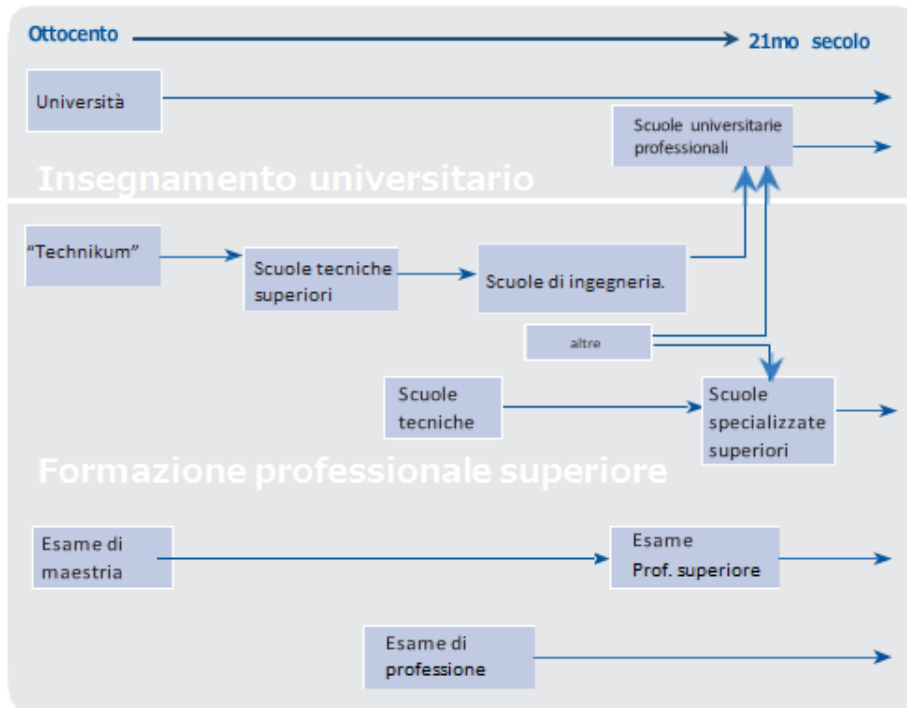 Ottocento
21mo secolo
Università
Scuole universitarie
professionali
Insegnamento universitario
“Technikum”
Scuole tecniche
superiori
Scuole di ingegneria.
altre
Scuole
tecniche
Scuole
specializzate
superiori
Formazione professionale superiore
Esame di
maestria
Esame
Prof. superiore
Esame di
professione